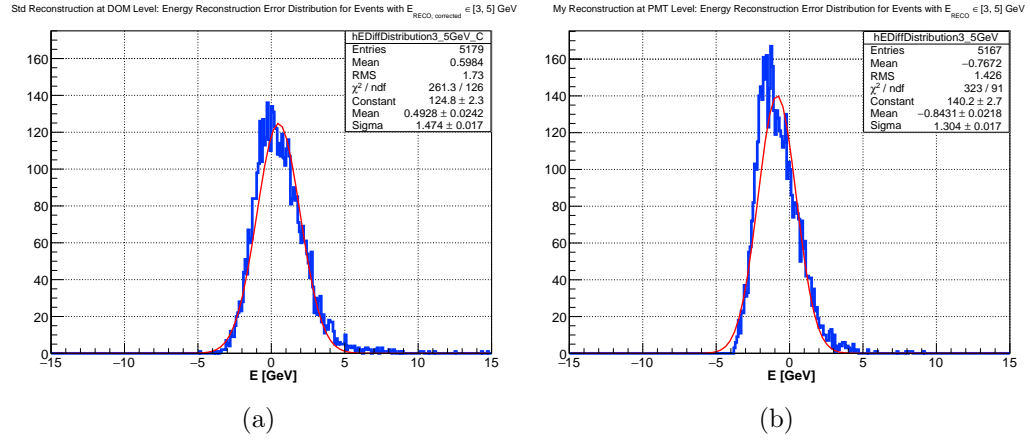 Std Reconstruction at DOM Level: Energy Reconstruction Error Distribution for Events with E_RECO, corrected ∈ [3, 5] GeV
hEDiffDistribution3_5GeV_C
Entries 5179
Mean 0.5984
RMS 1.73
χ² / ndf 261.3 / 126
Constant 124.8 ± 2.3
Mean 0.4928 ± 0.0242
Sigma 1.474 ± 0.017
160
140
120
100
80
60
40
20
0
−15 −10 −5 0 5 10 15
E [GeV]
(a)
My Reconstruction at PMT Level: Energy Reconstruction Error Distribution for Events with E_RECO ∈ [3, 5] GeV
hEDiffDistribution3_5GeV
Entries 5167
Mean −0.7672
RMS 1.426
χ² / ndf 323 / 91
Constant 140.2 ± 2.7
Mean −0.8431 ± 0.0218
Sigma 1.304 ± 0.017
160
140
120
100
80
60
40
20
0
−15 −10 −5 0 5 10 15
E [GeV]
(b)